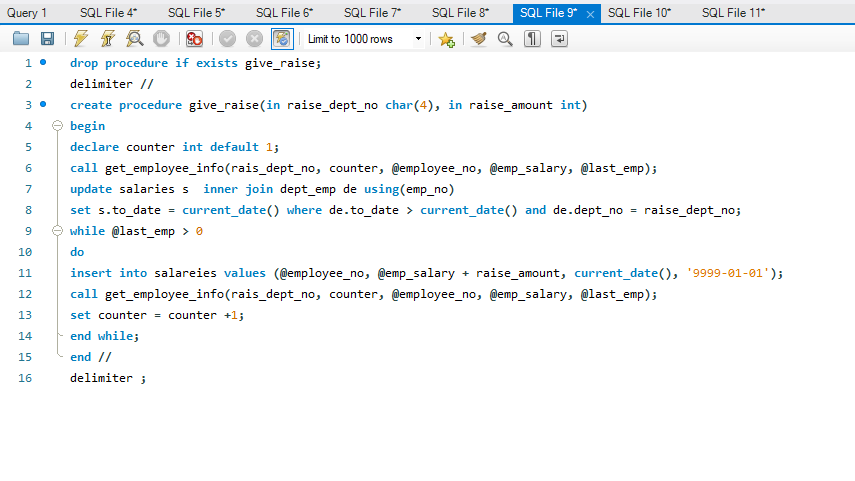 Query 1 SQL File 4* SQL File 5* SQL File 6* SQL File 7* SQL File 8* SQL File 9* SQL File 10* SQL File 11*
Limit to 1000 rows
1 drop procedure if exists give_raise;
2 delimiter //
3 create procedure give_raise(in raise_dept_no char(4), in raise_amount int)
4 begin
5 declare counter int default 1;
6 call get_employee_info(rais_dept_no, counter, @employee_no, @emp_salary, @last_emp);
7 update salaries s  inner join dept_emp de using(emp_no)
8 set s.to_date = current_date() where de.to_date > current_date() and de.dept_no = raise_dept_no;
9 while @last_emp > 0
10 do
11 insert into salareies values (@employee_no, @emp_salary + raise_amount, current_date(), '9999-01-01');
12 call get_employee_info(rais_dept_no, counter, @employee_no, @emp_salary, @last_emp);
13 set counter = counter +1;
14 end while;
15 end //
16 delimiter ;